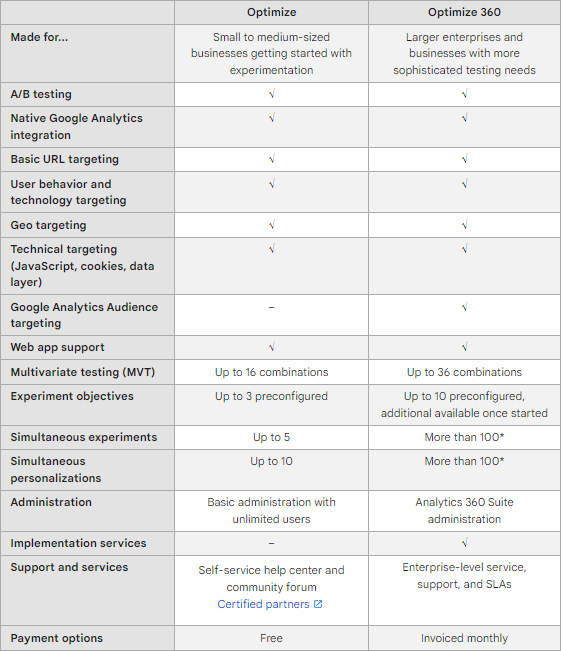 Optimize Optimize 360
Made for... Small to medium-sized Larger enterprises and
businesses getting started with businesses with more
experimentation sophisticated testing needs
A/B testing √ √
Native Google Analytics √ √
integration
Basic URL targeting √ √
User behavior and √ √
technology targeting
Geo targeting √ √
Technical targeting √ √
(JavaScript, cookies, data
layer)
Google Analytics Audience – √
targeting
Web app support √ √
Multivariate testing (MVT) Up to 16 combinations Up to 36 combinations
Experiment objectives Up to 3 preconfigured Up to 10 preconfigured,
additional available once started
Simultaneous experiments Up to 5 More than 100*
Simultaneous Up to 10 More than 100*
personalizations
Administration Basic administration with Analytics 360 Suite
unlimited users administration
Implementation services – √
Support and services Self-service help center and Enterprise-level service,
community forum support, and SLAs
Certified partners
Payment options Free Invoiced monthly